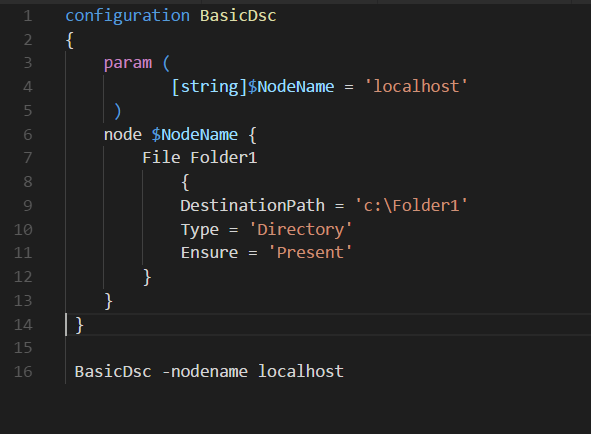 1 configuration BasicDsc
2 {
3 param (
4 [string]$NodeName = 'localhost'
5 )
6 node $NodeName {
7 File Folder1
8 {
9 DestinationPath = 'c:\Folder1'
10 Type = 'Directory'
11 Ensure = 'Present'
12 }
13 }
14 }
15
16 BasicDsc -nodename localhost